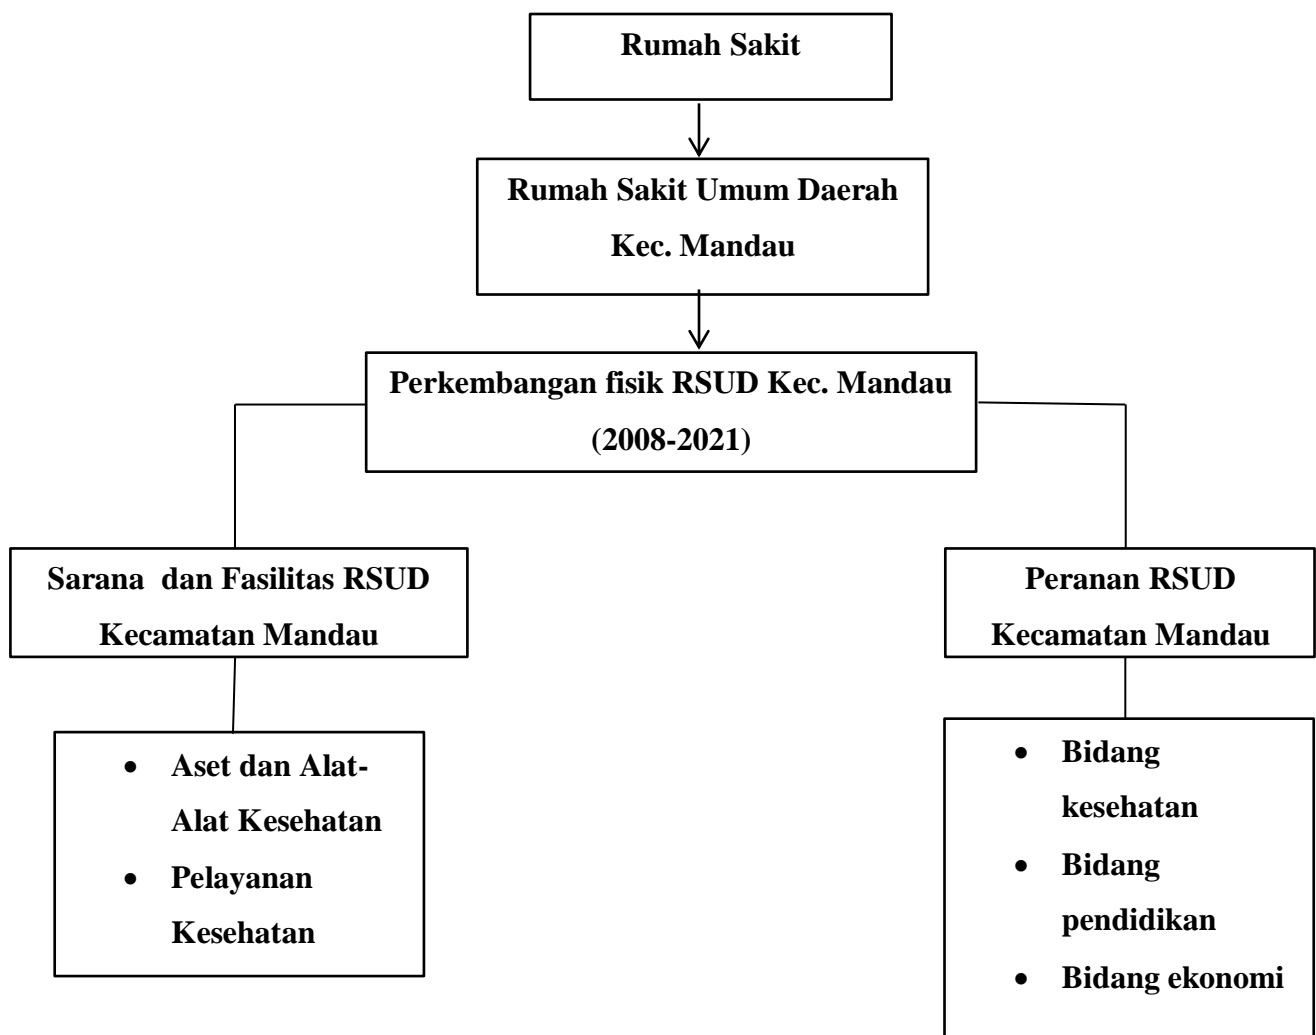 Rumah Sakit
Rumah Sakit Umum Daerah
Kec. Mandau
Perkembangan fisik RSUD Kec. Mandau
(2008-2021)
Sarana  dan Fasilitas RSUD
Kecamatan Mandau
• Aset dan Alat-
Alat Kesehatan
• Pelayanan
Kesehatan
Peranan RSUD
Kecamatan Mandau
• Bidang
kesehatan
• Bidang
pendidikan
• Bidang ekonomi